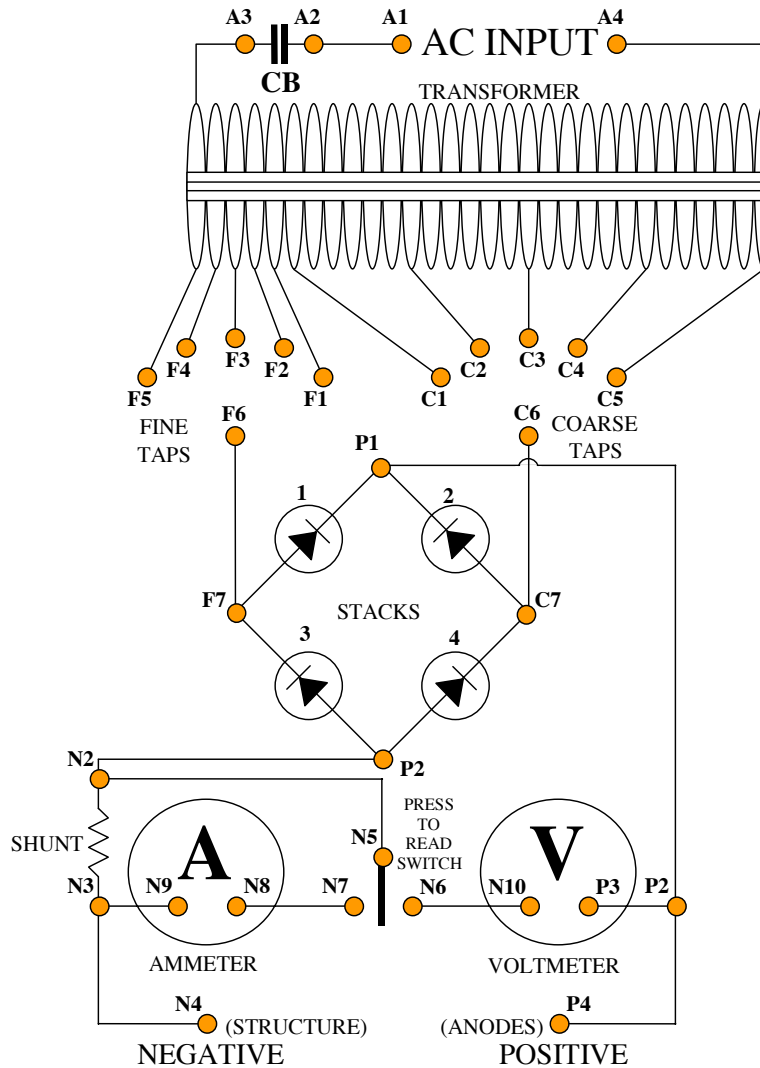 A3 A2 A1 AC INPUT A4
CB
TRANSFORMER
F5 F4 F3 F2 F1 C1 C2 C3 C4 C5
FINE
TAPS
F6
C6
COARSE
TAPS
P1
1 2
F7 STACKS C7
3 4
P2
N2
SHUNT
N3 N9 A N8 N7
PRESS
TO
READ
SWITCH
N5
N6 N10 V P3 P2
AMMETER VOLTMETER
N4 (STRUCTURE) (ANODES) P4
NEGATIVE POSITIVE